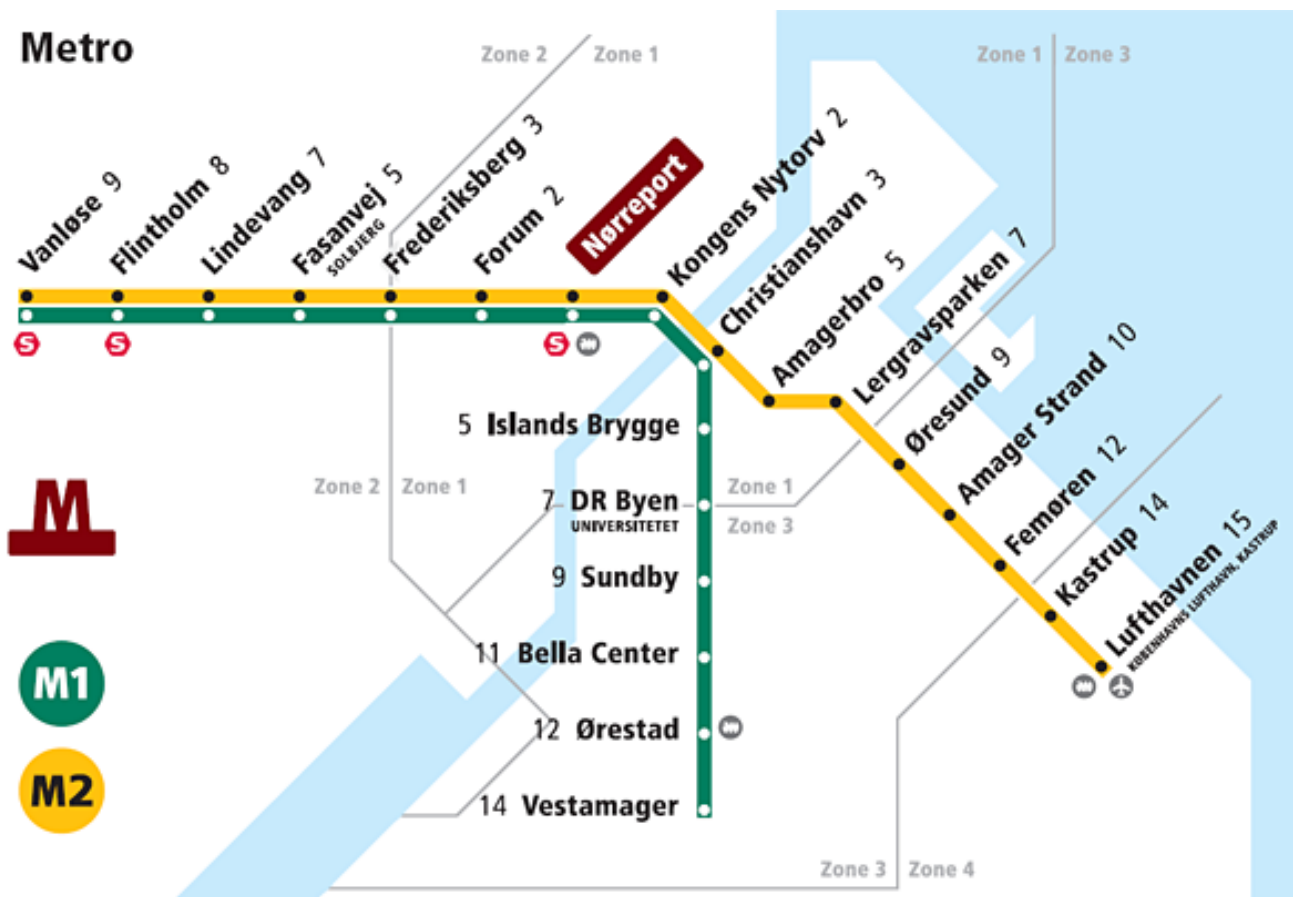 Metro
Zone 2
Zone 1
Zone 1
Zone 3
Vanløse 9
Flintholm 8
Lindevang 7
Fasanvej 5
SOLBJERG
Frederiksberg 3
Forum 2
Nørreport
Kongens Nytorv 2
Christianshavn 3
Amagerbro 5
Lergravsparken 7
Øresund 9
Amager Strand 10
Femøren 12
Kastrup 14
Lufthavnen 15
KØBENHAVNS LUFTHAVN, KASTRUP
S
S
S
5 Islands Brygge
Zone 2
Zone 1
7 DR Byen
UNIVERSITETET
Zone 1
Zone 3
9 Sundby
11 Bella Center
12 Ørestad
14 Vestamager
M
M1
M2
Zone 3
Zone 4